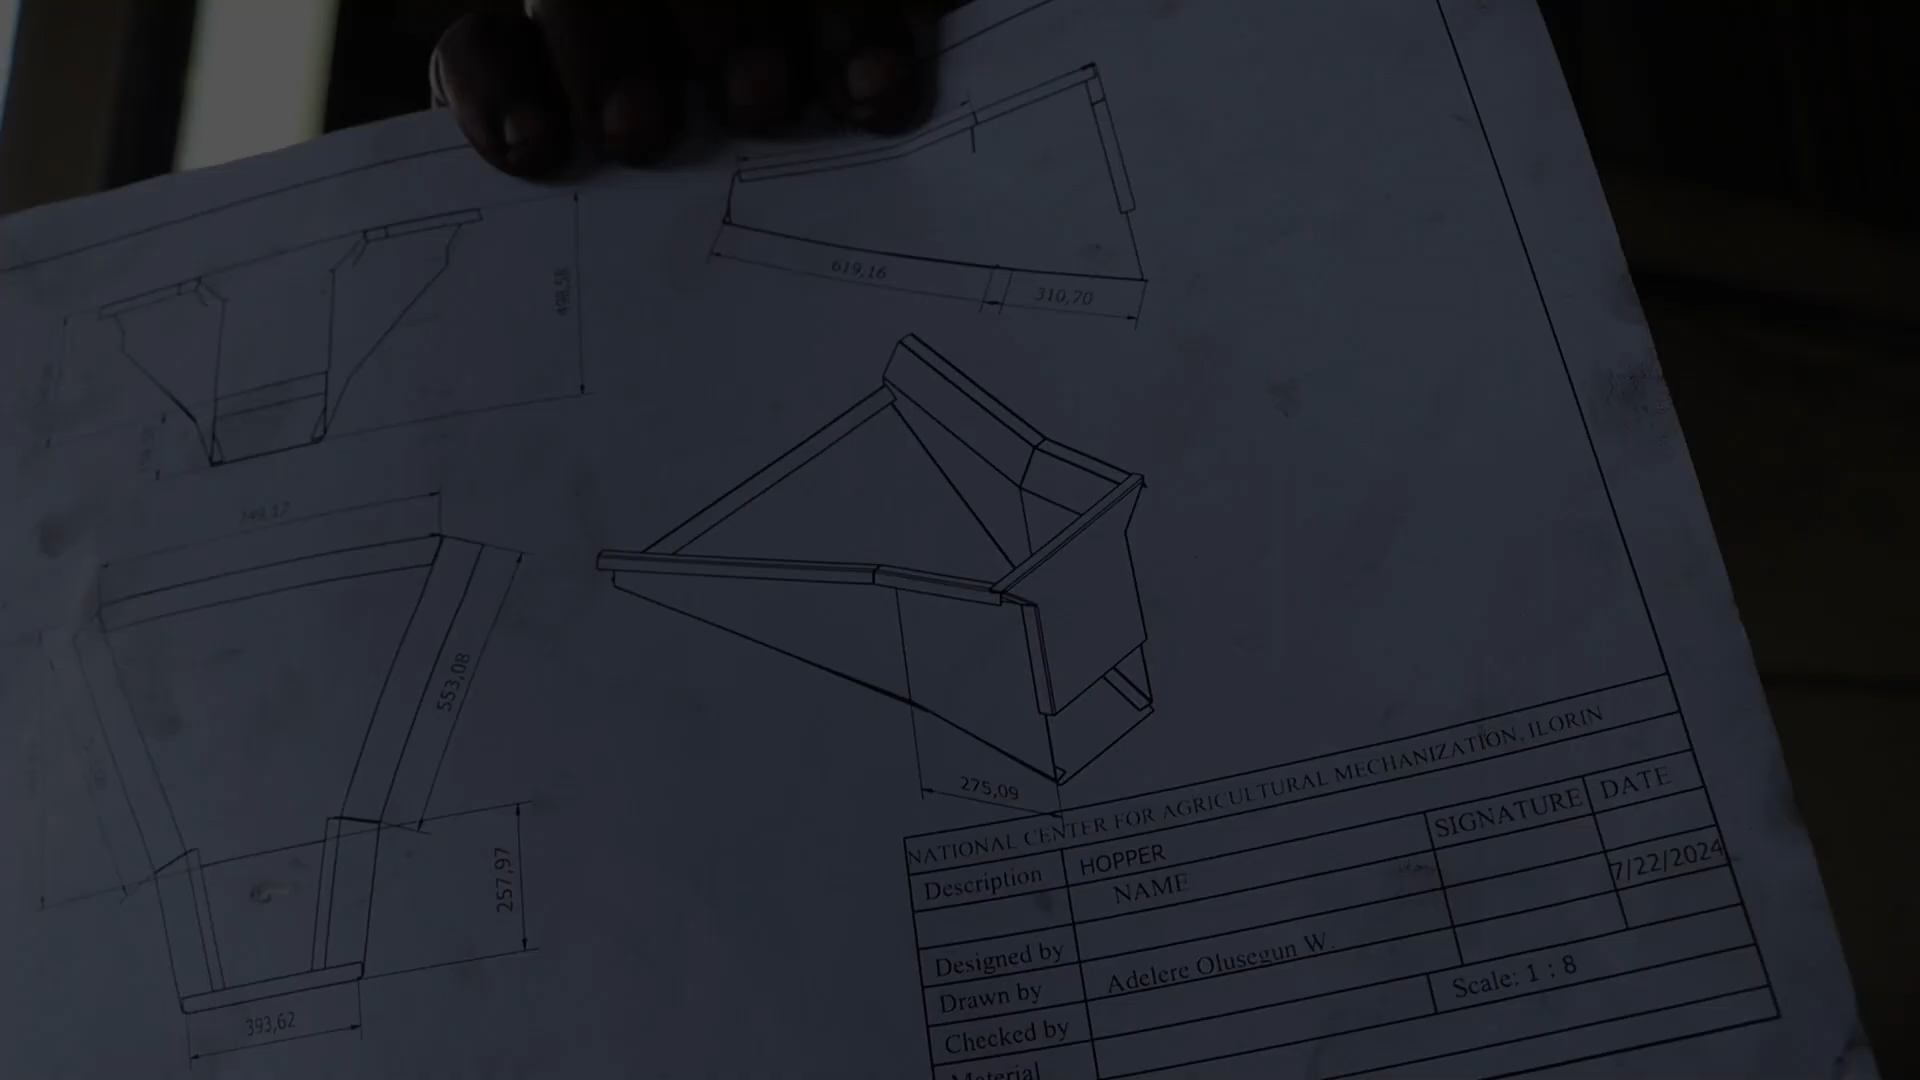 619,16
310,70
498,58
749,17
553,08
275,09
257,97
393,62
NATIONAL CENTER FOR AGRICULTURAL MECHANIZATION, ILORIN
Description HOPPER SIGNATURE DATE
NAME
7/22/2024
Designed by
Drawn by Adelere Olusegun W.
Checked by Scale: 1 : 8
Material